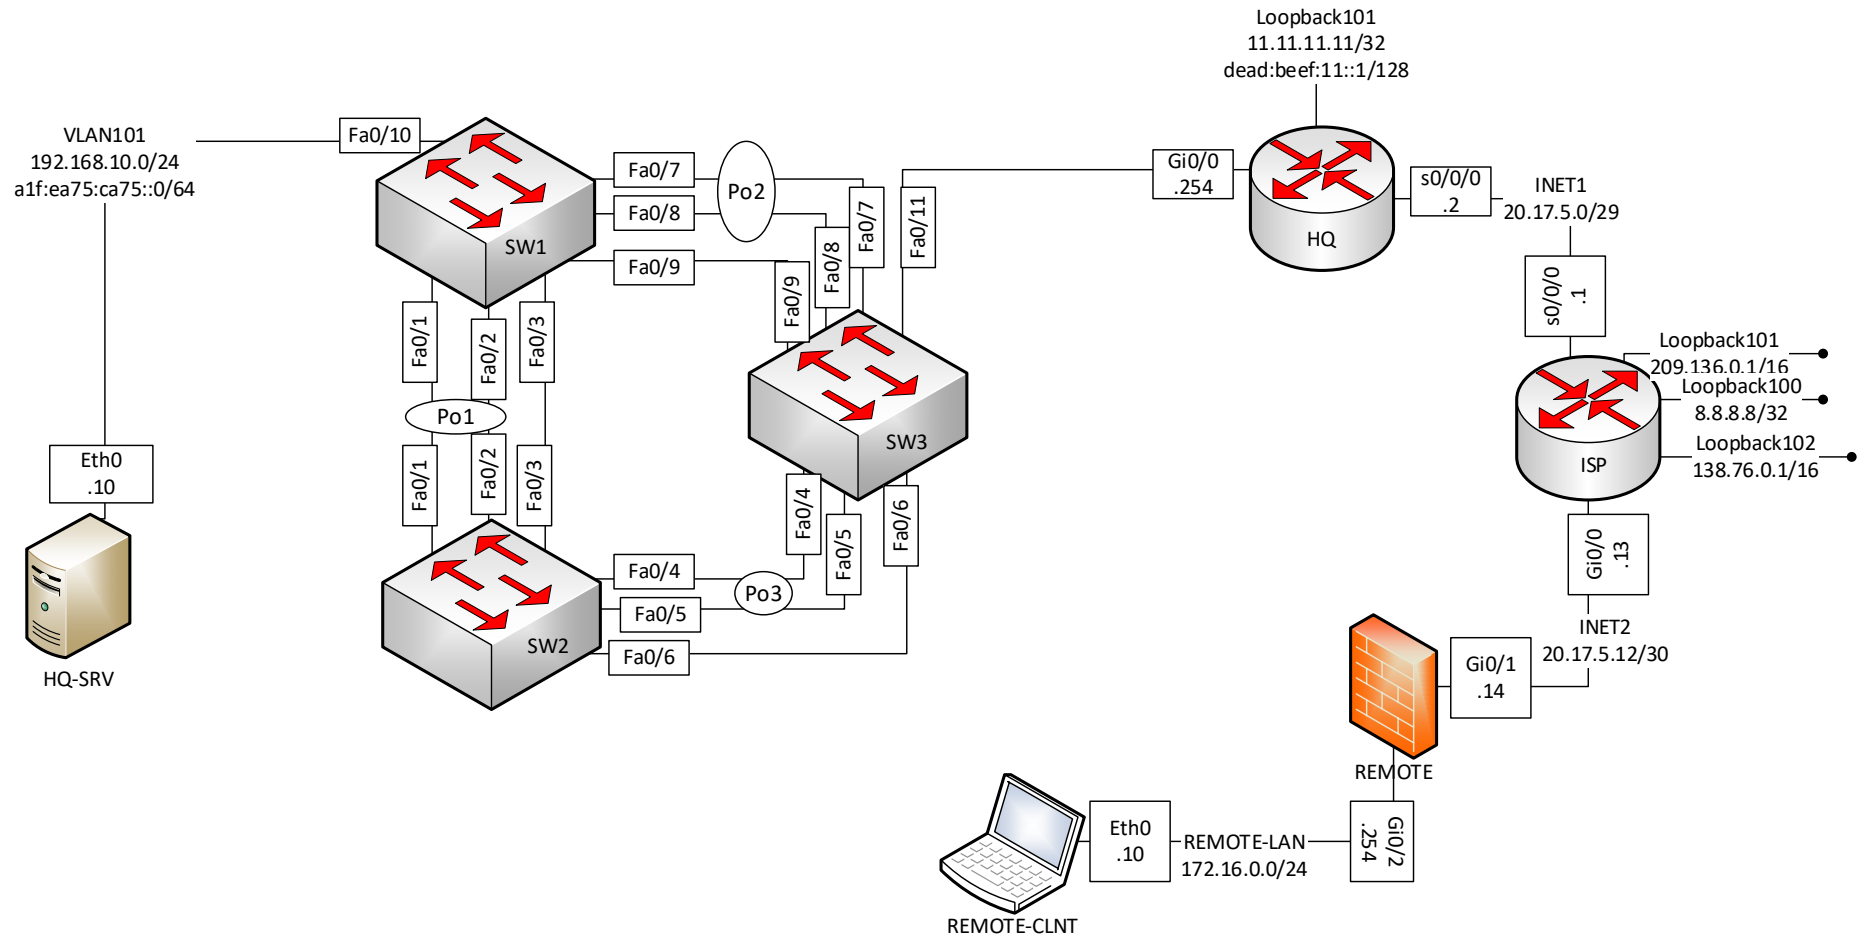 Loopback101
11.11.11.11/32
dead:beef:11::1/128
VLAN101
192.168.10.0/24
a1f:ea75:ca75::0/64
Fa0/10
Fa0/7
Fa0/8
Po2
Fa0/9
SW1
Fa0/7
Fa0/8
Fa0/9
Fa0/11
Gi0/0
.254
HQ
s0/0/0
.2
INET1
20.17.5.0/29
s0/0/0
.1
Fa0/1
Fa0/2
Fa0/3
Po1
Fa0/1
Fa0/2
Fa0/3
SW3
Loopback101
209.136.0.1/16
Loopback100
8.8.8.8/32
Loopback102
138.76.0.1/16
ISP
Eth0
.10
HQ-SRV
Fa0/4
Fa0/5
Fa0/6
SW2
Fa0/4
Fa0/5
Po3
Fa0/6
Gi0/0
.13
INET2
20.17.5.12/30
Gi0/1
.14
REMOTE
Gi0/2
.254
Eth0
.10
REMOTE-LAN
172.16.0.0/24
REMOTE-CLNT